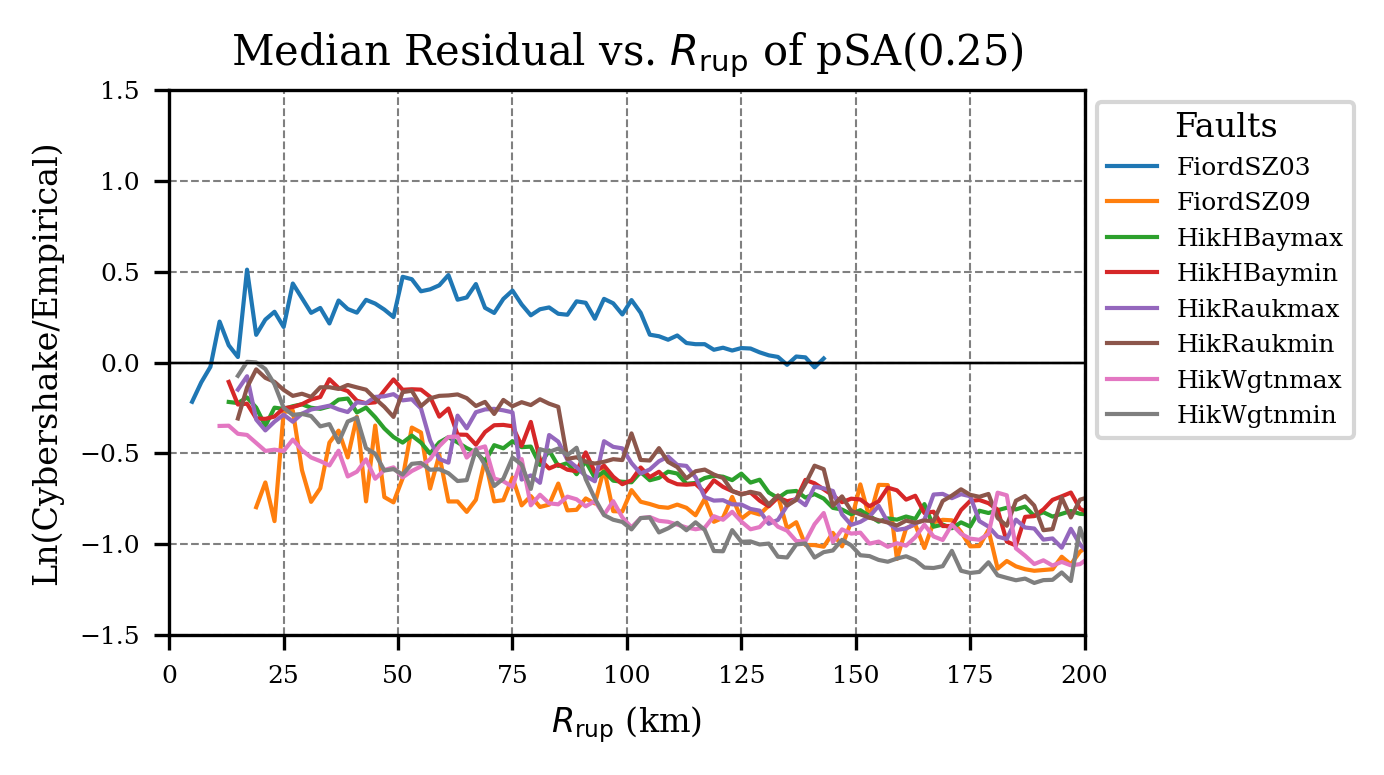 Median Residual vs. Rrup of pSA(0.25)
Ln(Cybershake/Empirical)
1.5
1.0
0.5
0.0
−0.5
−1.0
−1.5
0 25 50 75 100 125 150 175 200
Rrup (km)
Faults
FiordSZ03
FiordSZ09
HikHBaymax
HikHBaymin
HikRaukmax
HikRaukmin
HikWgtnmax
HikWgtnmin